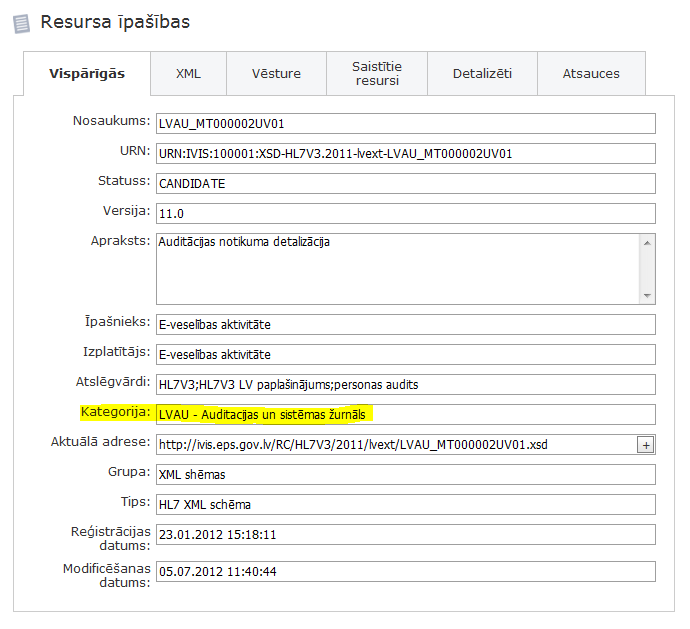 Resursa īpašības
Vispārīgās XML Vēsture Saistītie resursi Detalizēti Atsauces
Nosaukums: LVAU_MT000002UV01
URN: URN:IVIS:100001:XSD-HL7V3.2011-lvext-LVAU_MT000002UV01
Statuss: CANDIDATE
Versija: 11.0
Apraksts: Auditācijas notikuma detalizācija
Īpašnieks: E-veselības aktivitāte
Izplatītājs: E-veselības aktivitāte
Atslēgvārdi: HL7V3;HL7V3 LV paplašinājums;personas audits
Kategorija: LVAU - Auditacijas un sistēmas žurnāls
Aktuālā adrese: http://ivis.eps.gov.lv/RC/HL7V3/2011/lvext/LVAU_MT000002UV01.xsd +
Grupa: XML shēmas
Tips: HL7 XML schēma
Reģistrācijas datums: 23.01.2012 15:18:11
Modificēšanas datums: 05.07.2012 11:40:44